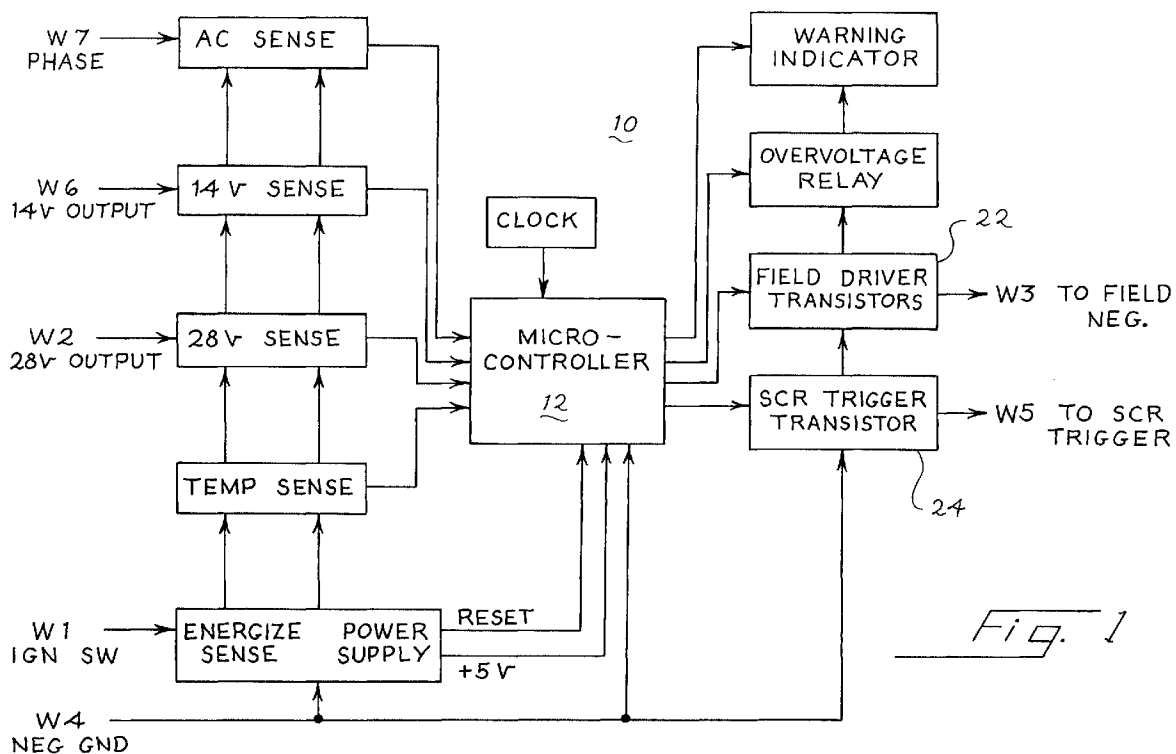 W7
PHASE
AC SENSE
WARNING
INDICATOR
10
OVERVOLTAGE
RELAY
W6
14V OUTPUT
14V SENSE
CLOCK
22
FIELD DRIVER
TRANSISTORS
W3 TO FIELD
NEG.
W2
28V OUTPUT
28V SENSE
MICRO-
CONTROLLER
12
SCR TRIGGER
TRANSISTOR
W5 TO SCR
TRIGGER
24
TEMP SENSE
W1
IGN SW
ENERGIZE POWER
SENSE SUPPLY
RESET
+5V
Fig. 1
W4
NEG GND